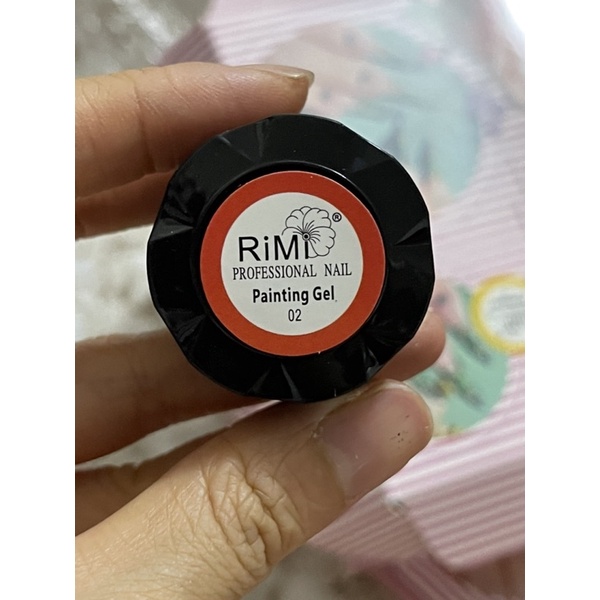 RiMi®
PROFESSIONAL NAIL
Painting Gel
02